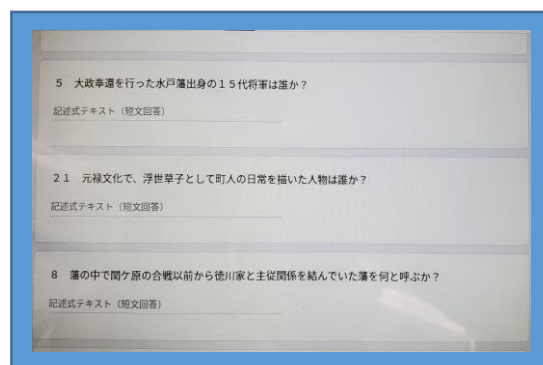 5 大政奉還を行った水戸藩出身の15代将軍は誰か?
記述式テキスト(短文回答)
21 元禄文化で、浮世草子として町人の日常を描いた人物は誰か?
記述式テキスト(短文回答)
8 藩の中で関ケ原の合戦以前から徳川家と主従関係を結んでいた藩を何と呼ぶか?
記述式テキスト(短文回答)